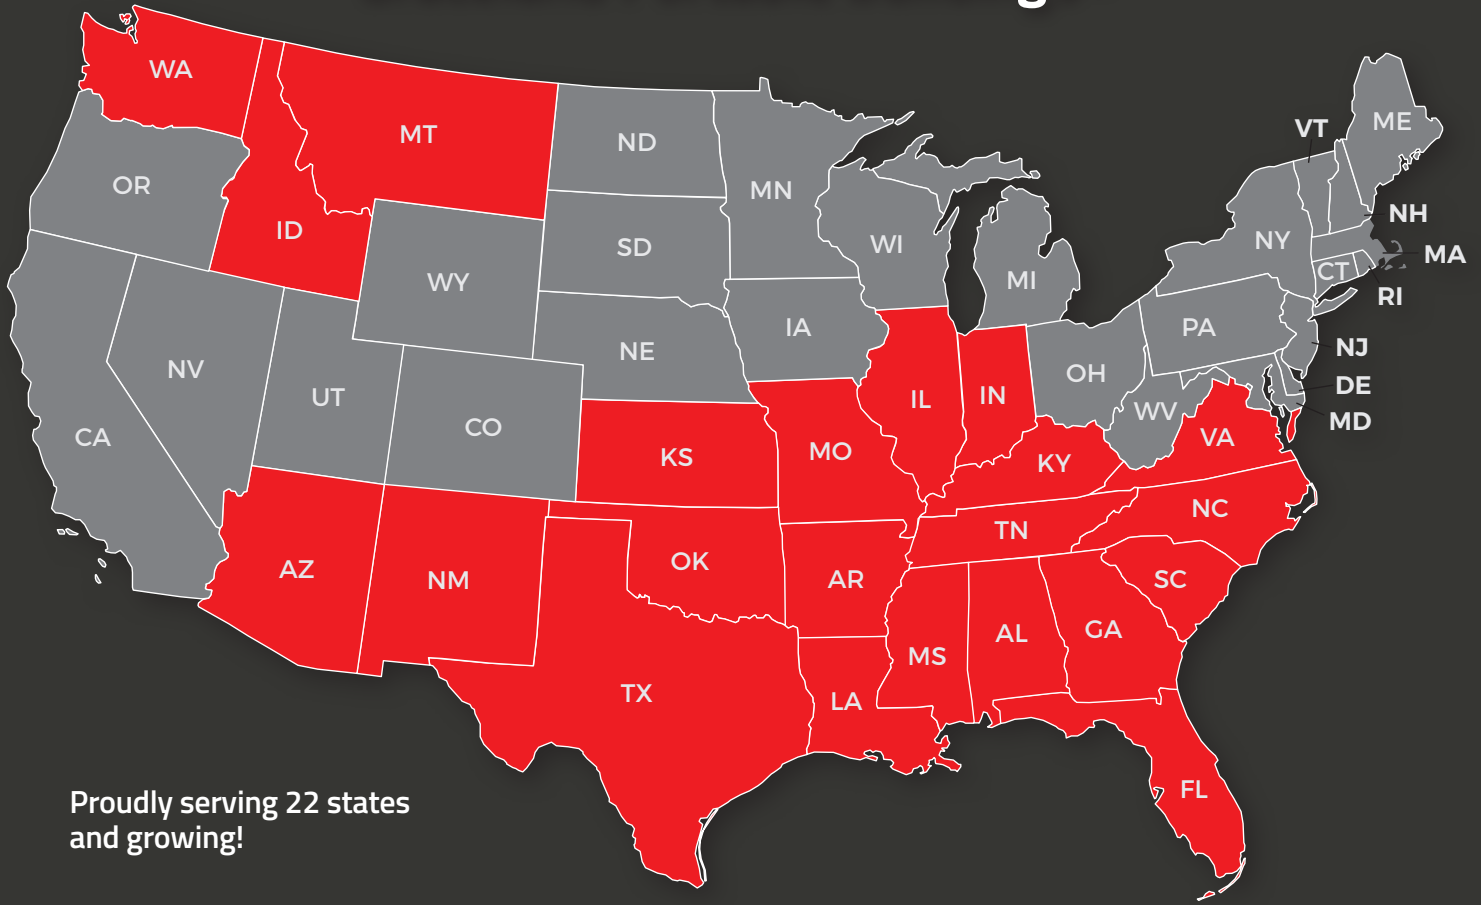 WA
MT
ND
MN
VT
ME
OR
ID
SD
WI
NH
NY
MA
WY
MI
CT
RI
IA
PA
NE
NJ
NV
OH
DE
UT
IL
IN
WV
MD
CO
CA
VA
KS
MO
KY
NC
TN
OK
AZ
NM
AR
SC
AL
GA
MS
TX
LA
FL
Proudly serving 22 states
and growing!